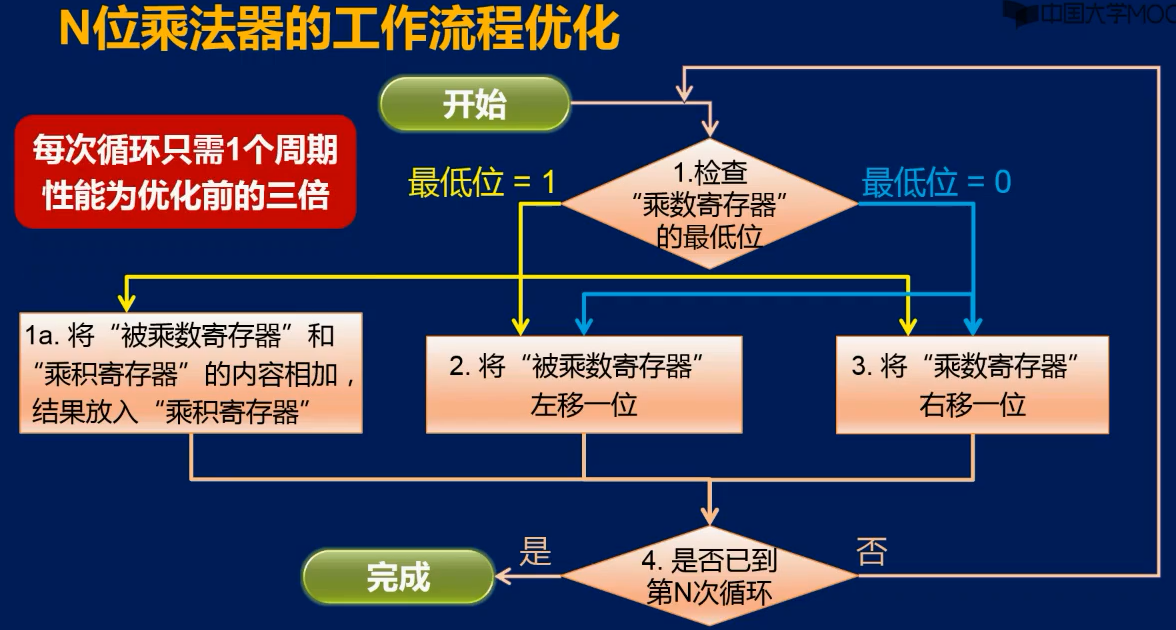 N位乘法器的工作流程优化
中国大学MOC
开始
每次循环只需1个周期
性能为优化前的三倍
最低位 = 1
1.检查
“乘数寄存器”
的最低位
最低位 = 0
1a. 将“被乘数寄存器”和
“乘积寄存器”的内容相加，
结果放入“乘积寄存器”
2. 将“被乘数寄存器”
左移一位
3. 将“乘数寄存器”
右移一位
完成
是
4. 是否已到
第N次循环
否